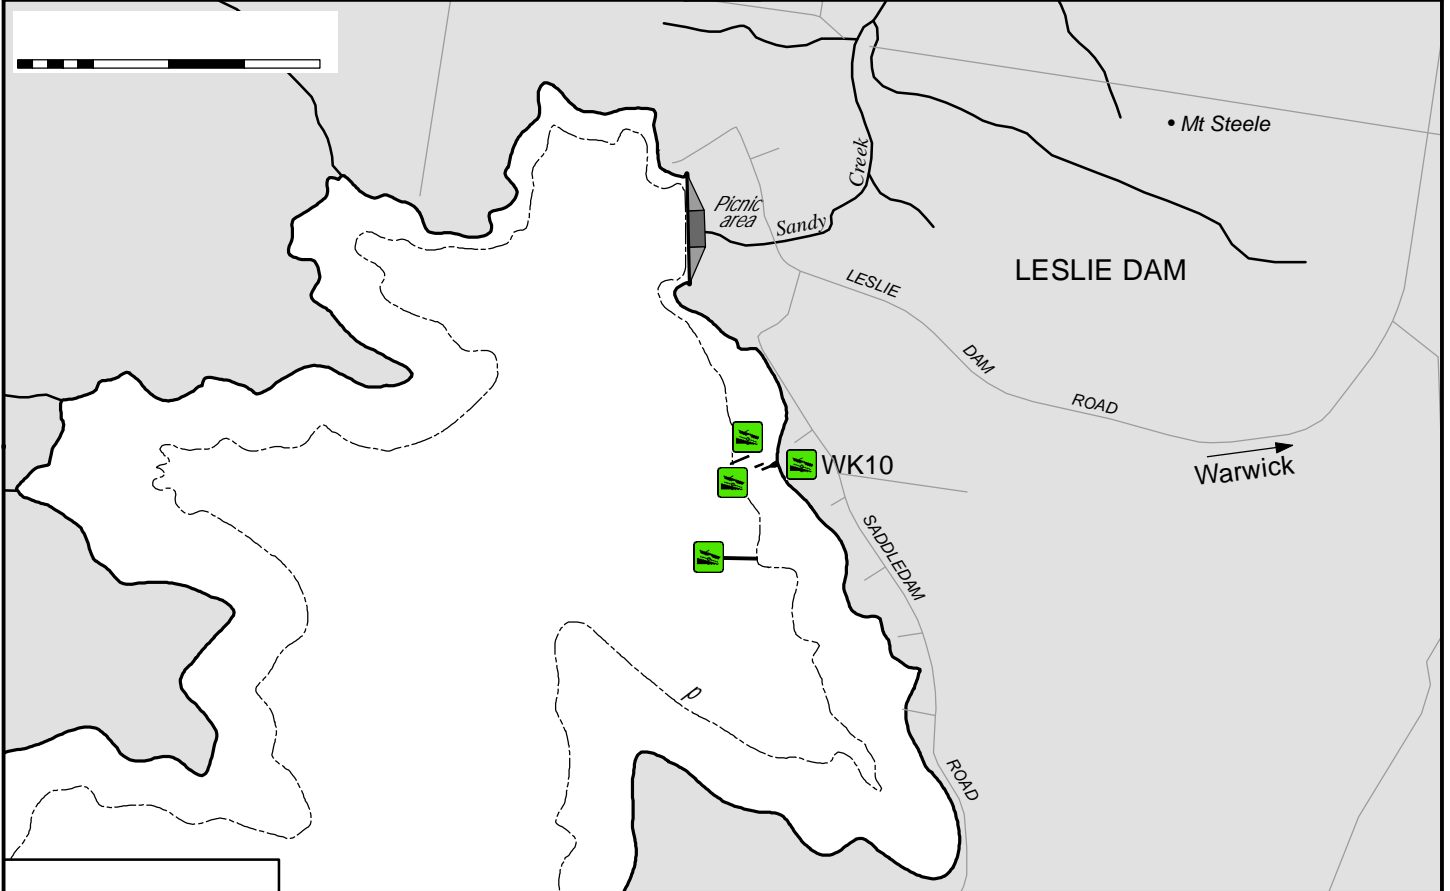 Mt Steele
Creek
Picnic
area
Sandy
LESLIE DAM
LESLIE
DAM
ROAD
WK10
Warwick
SADDLEDAM
p
ROAD